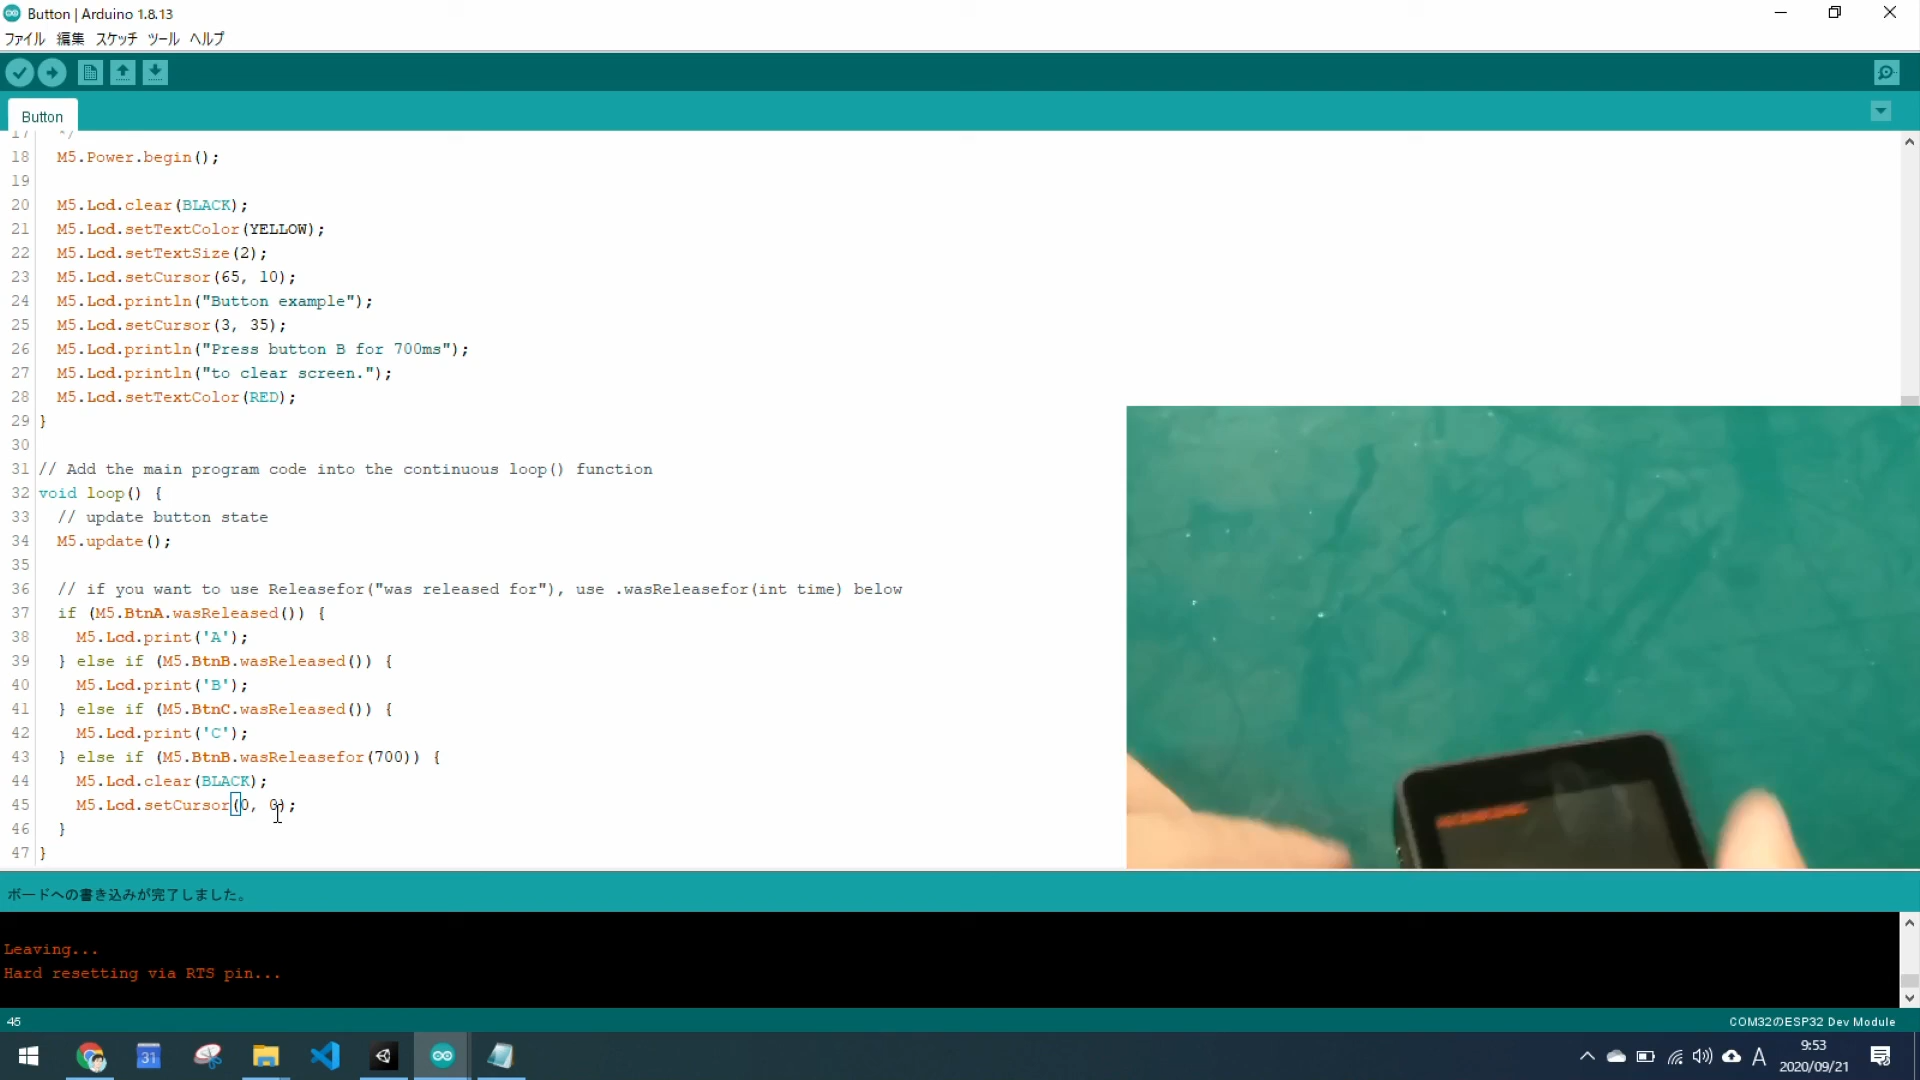 Button | Arduino 1.8.13
ファイル 編集 スケッチ ツール ヘルプ
Button
17 */
18 M5.Power.begin();
19
20 M5.Lcd.clear(BLACK);
21 M5.Lcd.setTextColor(YELLOW);
22 M5.Lcd.setTextSize(2);
23 M5.Lcd.setCursor(65, 10);
24 M5.Lcd.println("Button example");
25 M5.Lcd.setCursor(3, 35);
26 M5.Lcd.println("Press button B for 700ms");
27 M5.Lcd.println("to clear screen.");
28 M5.Lcd.setTextColor(RED);
29 }
30
31 // Add the main program code into the continuous loop() function
32 void loop() {
33 // update button state
34 M5.update();
35
36 // if you want to use Releasefor("was released for"), use .wasReleasefor(int time) below
37 if (M5.BtnA.wasReleased()) {
38 M5.Lcd.print('A');
39 } else if (M5.BtnB.wasReleased()) {
40 M5.Lcd.print('B');
41 } else if (M5.BtnC.wasReleased()) {
42 M5.Lcd.print('C');
43 } else if (M5.BtnB.wasReleasefor(700)) {
44 M5.Lcd.clear(BLACK);
45 M5.Lcd.setCursor(0, 0);
46 }
47 }
ボードへの書き込みが完了しました。
Leaving...
Hard resetting via RTS pin...
45
COM32のESP32 Dev Module
31
A
9:53
2020/09/21